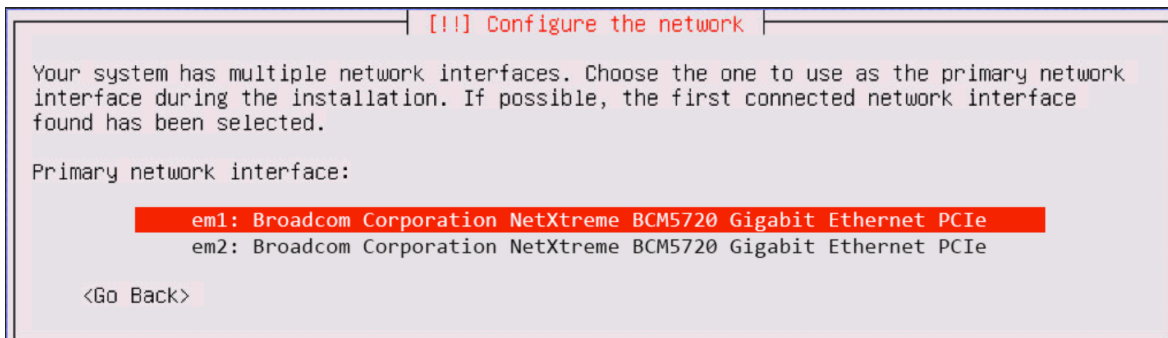 [!!] Configure the network
Your system has multiple network interfaces. Choose the one to use as the primary network
interface during the installation. If possible, the first connected network interface
found has been selected.
Primary network interface:
em1: Broadcom Corporation NetXtreme BCM5720 Gigabit Ethernet PCIe
em2: Broadcom Corporation NetXtreme BCM5720 Gigabit Ethernet PCIe
<Go Back>